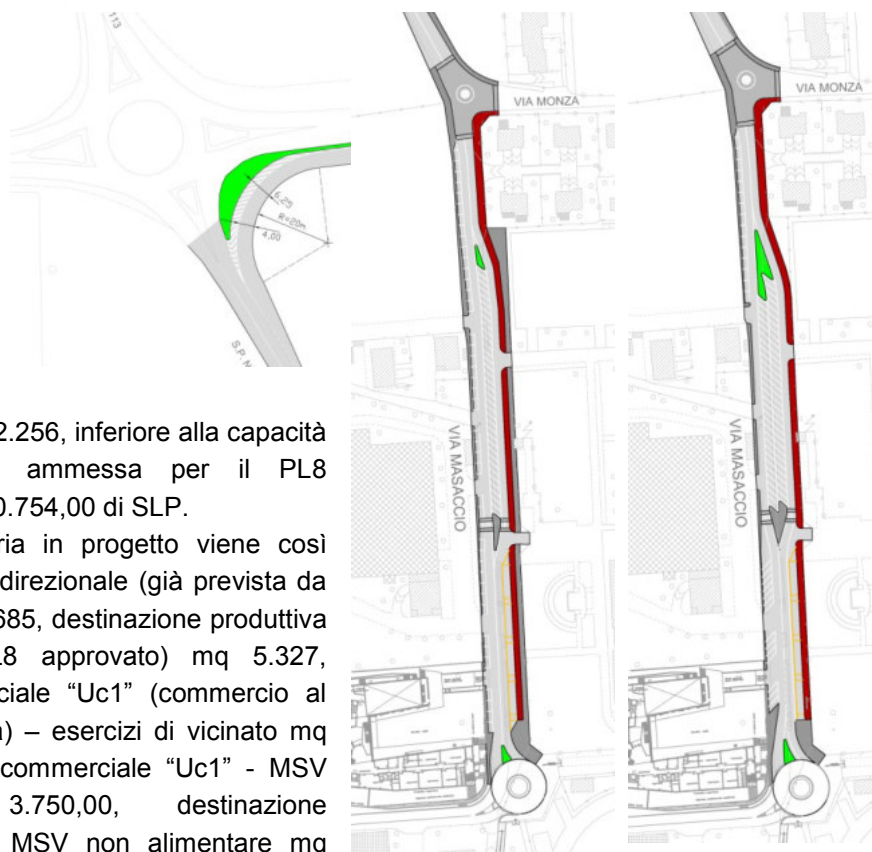 113
6,25
R=20m
4,00
S.P. M
VIA MONZA
VIA MASACCIO
VIA MONZA
VIA MASACCIO
2.256, inferiore alla capacità
ammessa per il PL8
0.754,00 di SLP.
ria in progetto viene così
direzionale (già prevista da
685, destinazione produttiva
8 approvato) mq 5.327,
ciale “Uc1” (commercio al
a) – esercizi di vicinato mq
commerciale “Uc1” - MSV
3.750,00, destinazione
MSV non alimentare mq